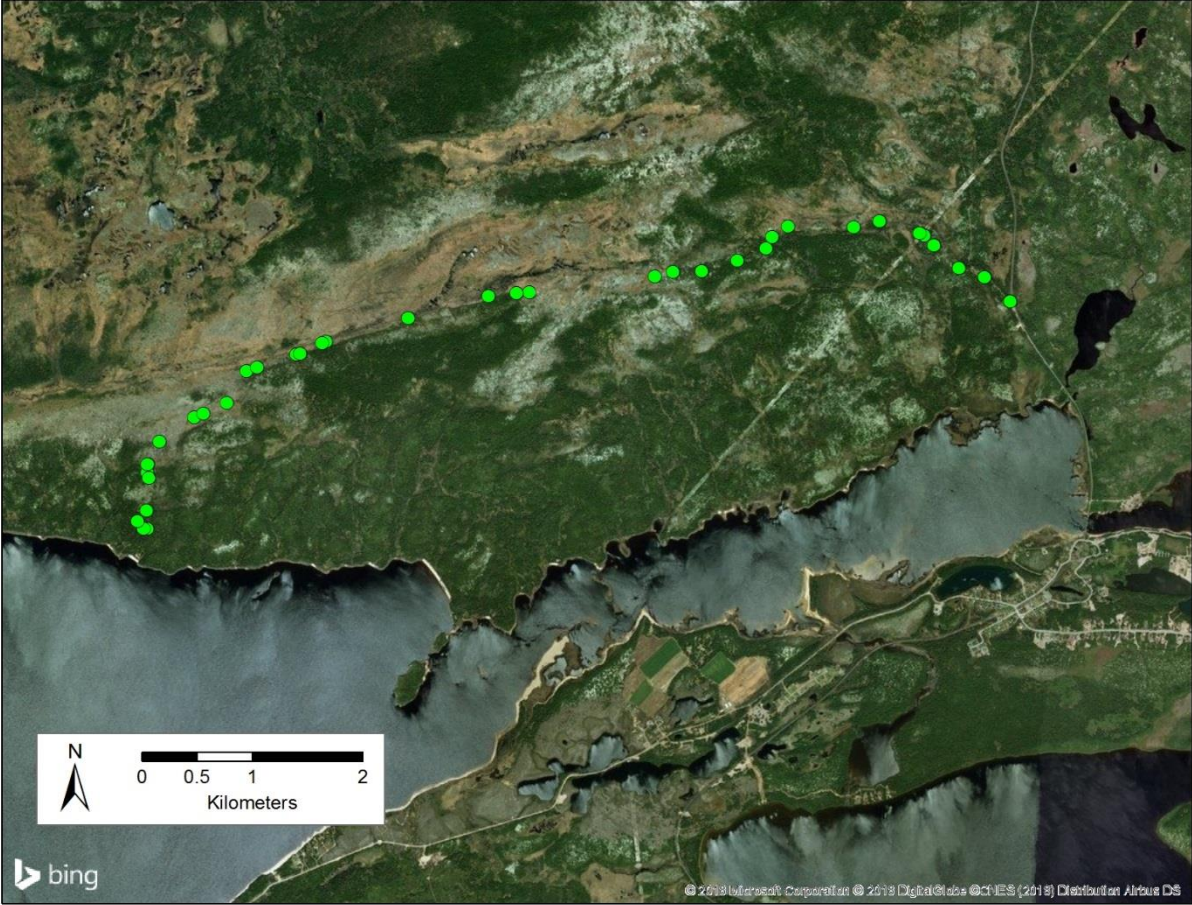 N
0 0.5 1 2
Kilometers
bing
© 2018 Microsoft Corporation © 2018 DigitalGlobe ©CNES (2018) Distribution Airbus DS